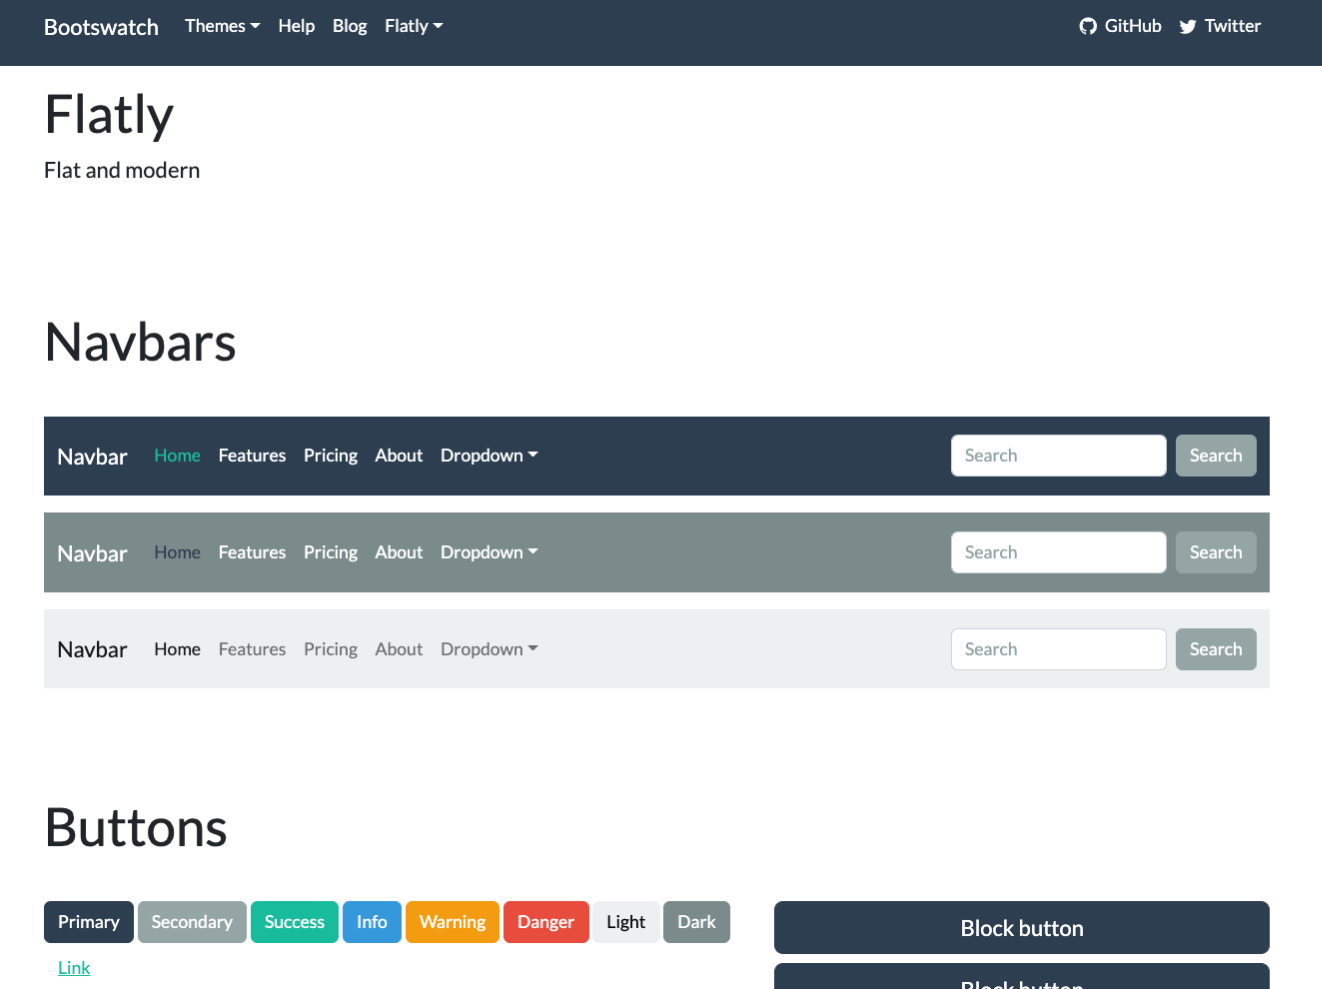 Bootswatch Themes Help Blog Flatly GitHub Twitter
Flatly
Flat and modern
Navbars
Navbar Home Features Pricing About Dropdown Search Search
Navbar Home Features Pricing About Dropdown Search Search
Navbar Home Features Pricing About Dropdown Search Search
Buttons
Primary Secondary Success Info Warning Danger Light Dark Block button
Link
Block button